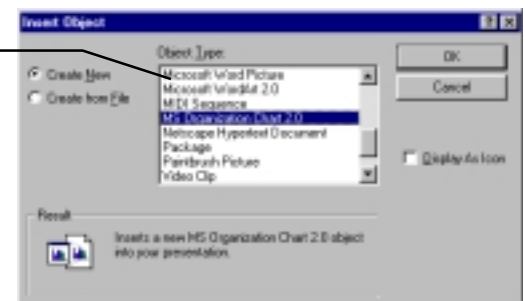 Insert Object
Object Type:
Create New
Create from File
Microsoft Word Picture
Microsoft WordArt 2.0
MIDI Sequence
MS Organization Chart 2.0
Netscape Hypertext Document
Package
Paintbrush Picture
Video Clip
OK
Cancel
Display As Icon
Result
Inserts a new MS Organization Chart 2.0 object
into your presentation.